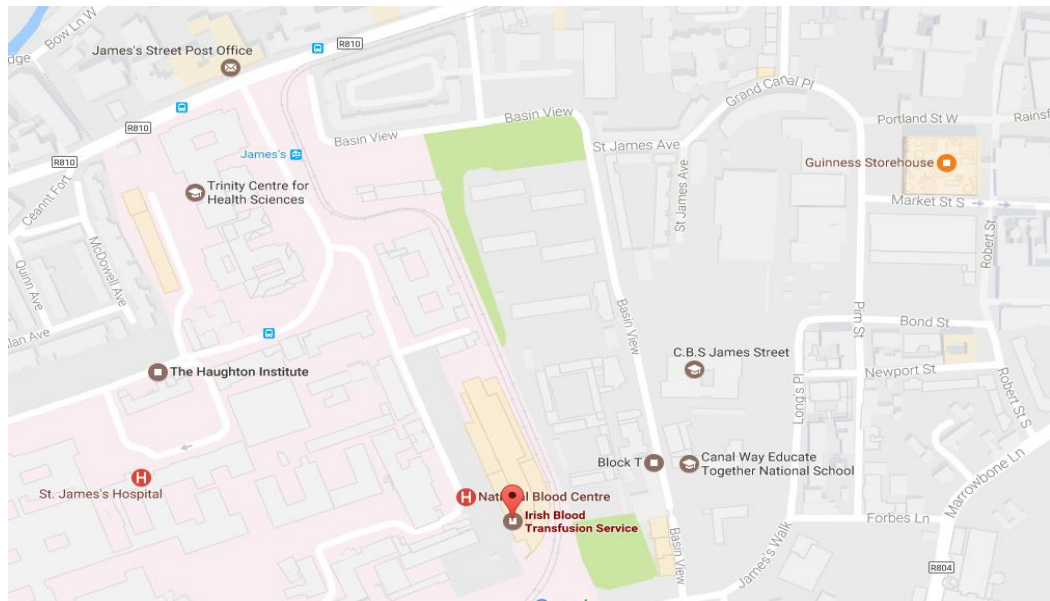 Bow Ln W
dge
James's Street Post Office
R810
R810
R810
Basin View
Basin View
Grand Canal Pl
Portland St W
Rainsf
St James Ave
James's
Guinness Storehouse
Trinity Centre for
Health Sciences
St James Ave
Market St S
Ceannt Fort
McDowell Ave
Quinn Ave
Robert St
lan Ave
Basin View
Pim St
Bond St
C.B.S James Street
The Haughton Institute
Newport St
Long's Pl
Robert St S
Block T
Canal Way Educate
Together National School
Marrowbone Ln
St. James's Hospital
National Blood Centre
Irish Blood
Transfusion Service
Forbes Ln
James's Walk
Basin View
R804